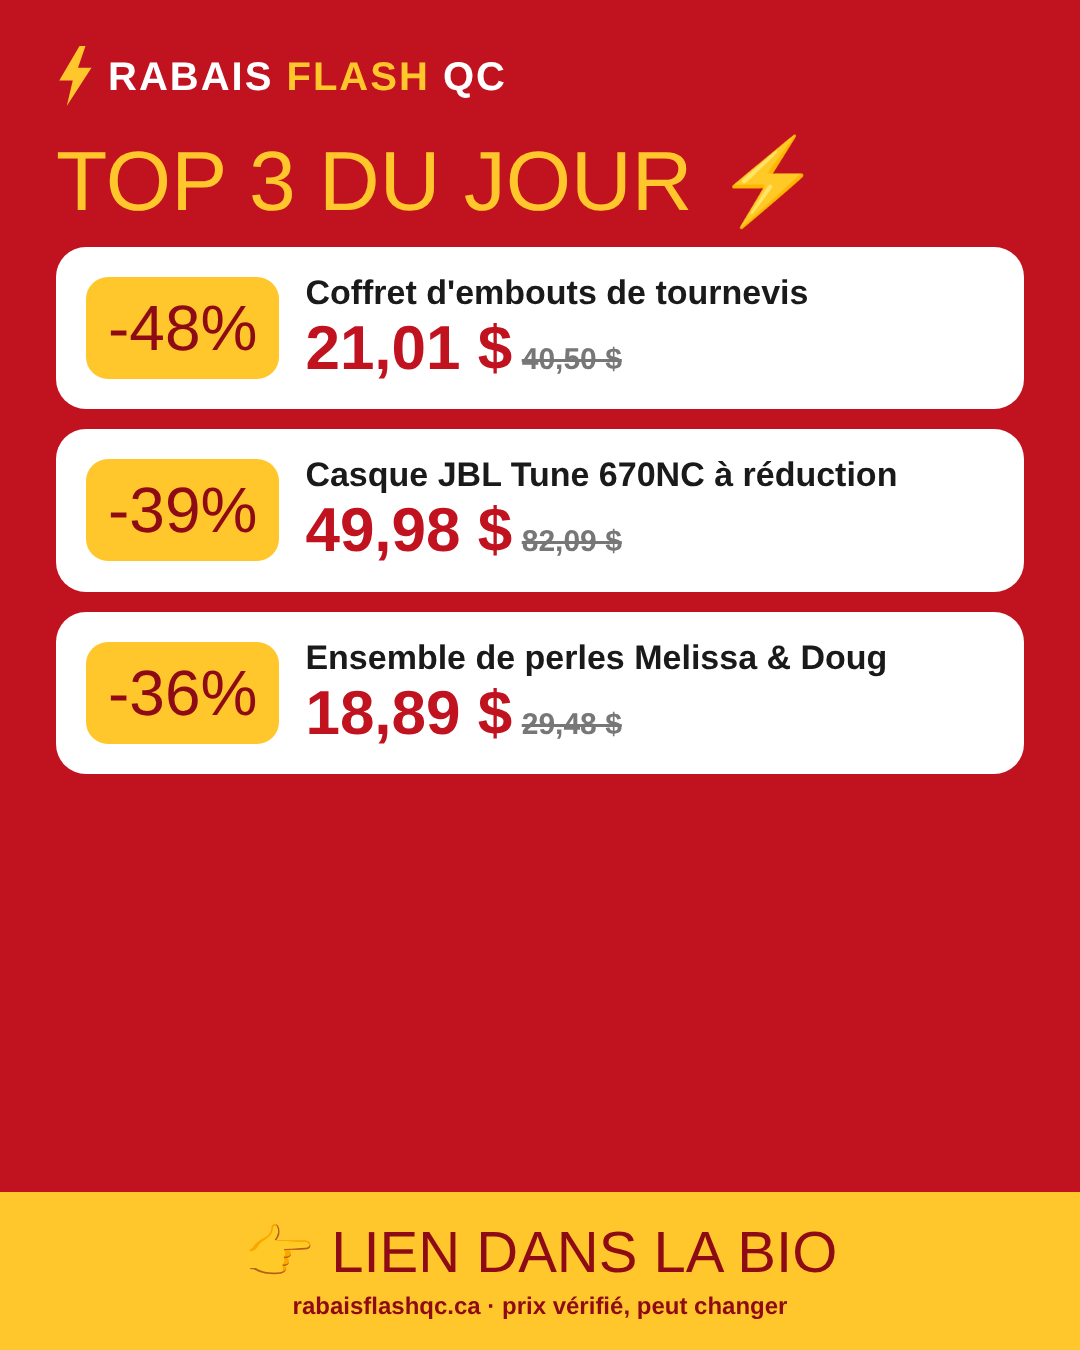 RABAIS FLASH QC
TOP 3 DU JOUR ⚡
-48%
Coffret d'embouts de tournevis
21,01 $ 40,50 $
-39%
Casque JBL Tune 670NC à réduction
49,98 $ 82,09 $
-36%
Ensemble de perles Melissa & Doug
18,89 $ 29,48 $
👉 LIEN DANS LA BIO
rabaisflashqc.ca · prix vérifié, peut changer